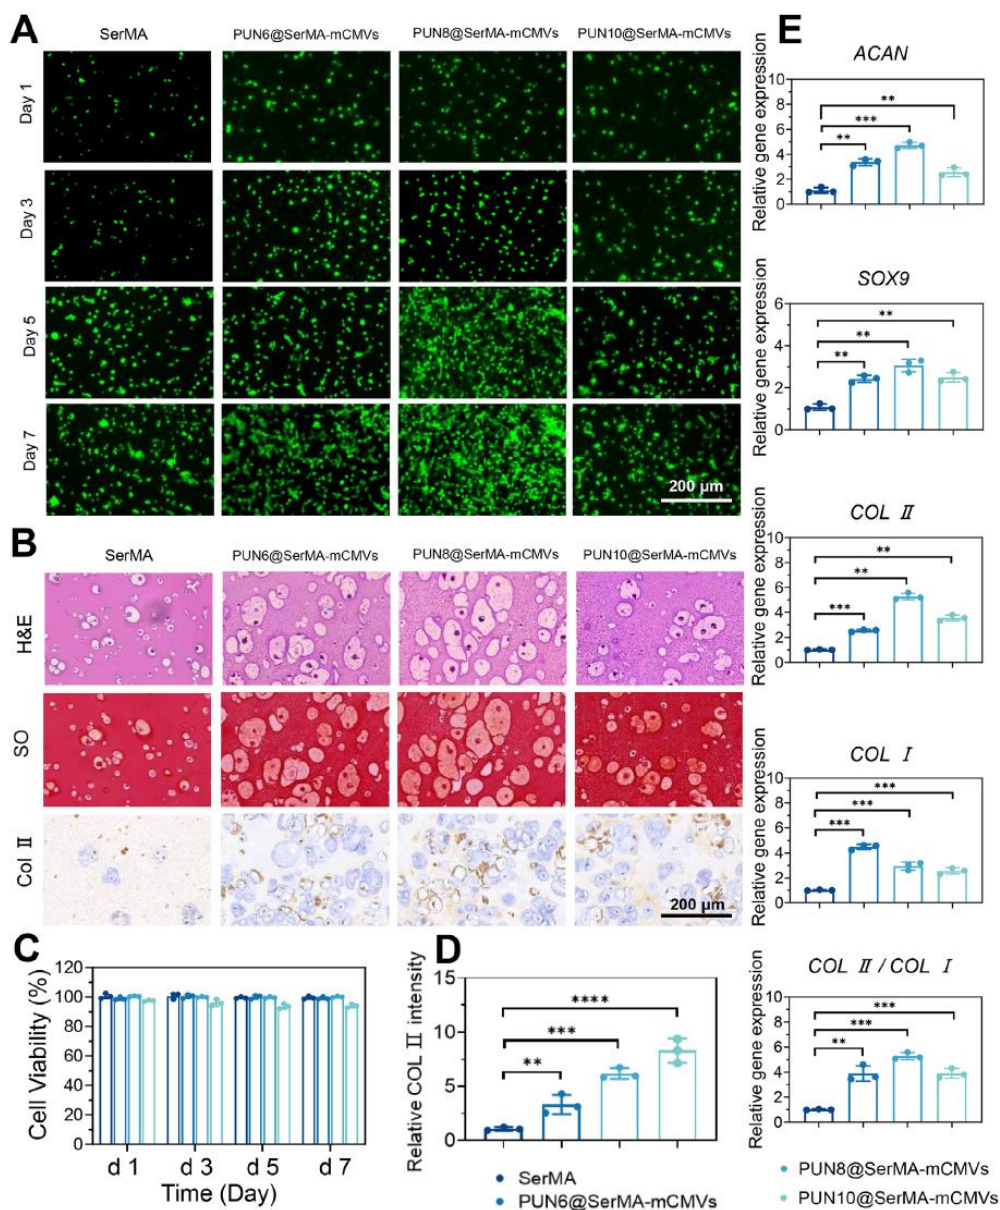 A
SerMA PUN6@SerMA-mCMVs PUN8@SerMA-mCMVs PUN10@SerMA-mCMVs
Day 1
Day 3
Day 5
Day 7
200 μm
B
SerMA PUN6@SerMA-mCMVs PUN8@SerMA-mCMVs PUN10@SerMA-mCMVs
H&E
SO
Col II
200 μm
C
Cell Viability (%)
120
100
80
60
40
20
0
d 1 d 3 d 5 d 7
Time (Day)
D
Relative COL II intensity
15
10
5
0
** *** ****
SerMA
PUN6@SerMA-mCMVs
E
ACAN
Relative gene expression
10
8
6
4
2
0
** *** **
SOX9
Relative gene expression
6
4
2
0
** ** **
COL II
Relative gene expression
10
8
6
4
2
0
*** ** **
COL I
Relative gene expression
10
8
6
4
2
0
*** *** ***
COL II / COL I
Relative gene expression
10
8
6
4
2
0
** *** ***
PUN8@SerMA-mCMVs
PUN10@SerMA-mCMVs